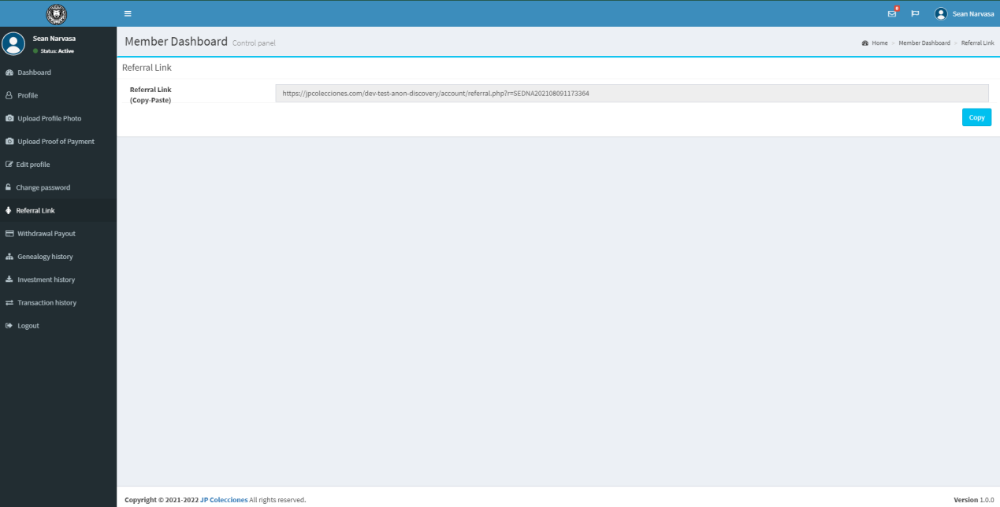 8
Sean Narvasa
Sean Narvasa
Status: Active
Member Dashboard Control panel
Home > Member Dashboard > Referral Link
Dashboard
Profile
Upload Profile Photo
Upload Proof of Payment
Edit profile
Change password
Referral Link
Withdrawal Payout
Genealogy history
Investment history
Transaction history
Logout
Referral Link
Referral Link
(Copy-Paste)
https://jpcolecciones.com/dev-test-anon-discovery/account/referral.php?r=SEDNA202108091173364
Copy
Copyright © 2021-2022 JP Colecciones All rights reserved.
Version 1.0.0